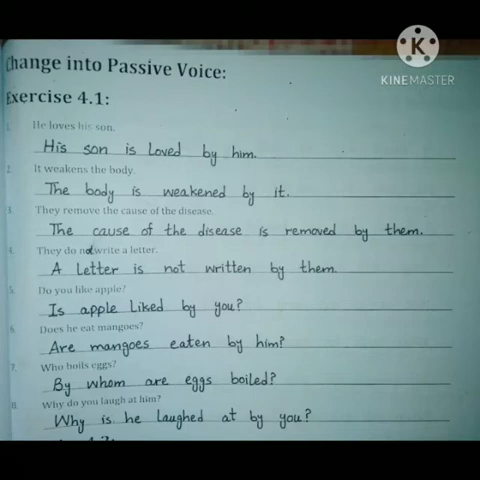 KINEMASTER
Change into Passive Voice:
Exercise 4.1:
1. He loves his son.
His son is loved by him.
2. It weakens the body.
The body is weakened by it.
3. They remove the cause of the disease.
The cause of the disease is removed by them.
4. They do not write a letter.
A Letter is not written by them.
5. Do you like apple?
Is apple Liked by you?
6. Does he eat mangoes?
Are mangoes eaten by him?
7. Who boils eggs?
By whom are eggs boiled?
8. Why do you laugh at him?
Why is he laughed at by you?